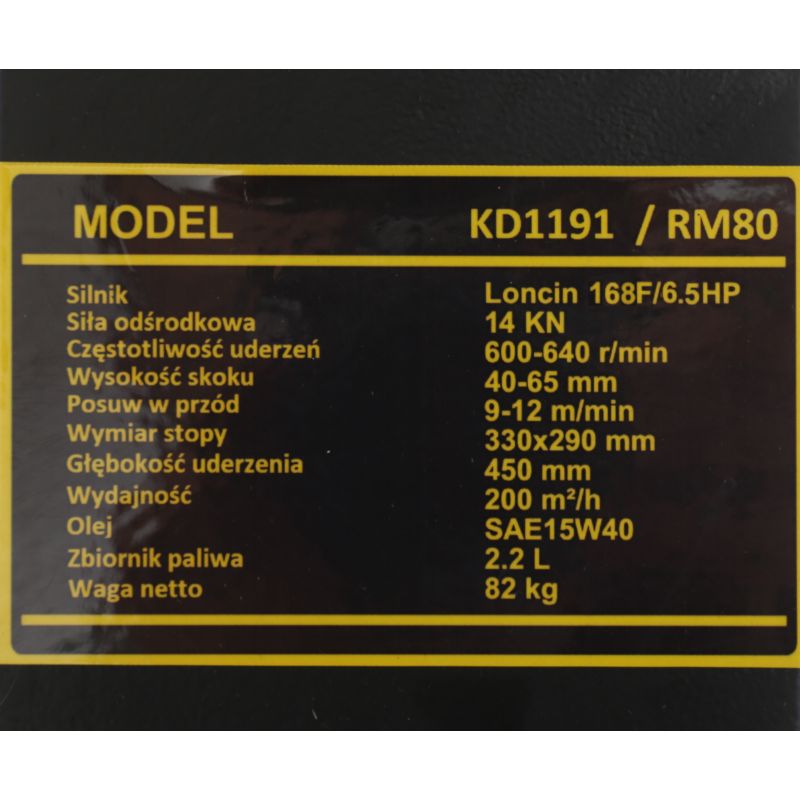 MODEL KD1191 / RM80
Silnik Loncin 168F/6.5HP
Siła odśrodkowa 14 KN
Częstotliwość uderzeń 600-640 r/min
Wysokość skoku 40-65 mm
Posuw w przód 9-12 m/min
Wymiar stopy 330x290 mm
Głębokość uderzenia 450 mm
Wydajność 200 m²/h
Olej SAE15W40
Zbiornik paliwa 2.2 L
Waga netto 82 kg